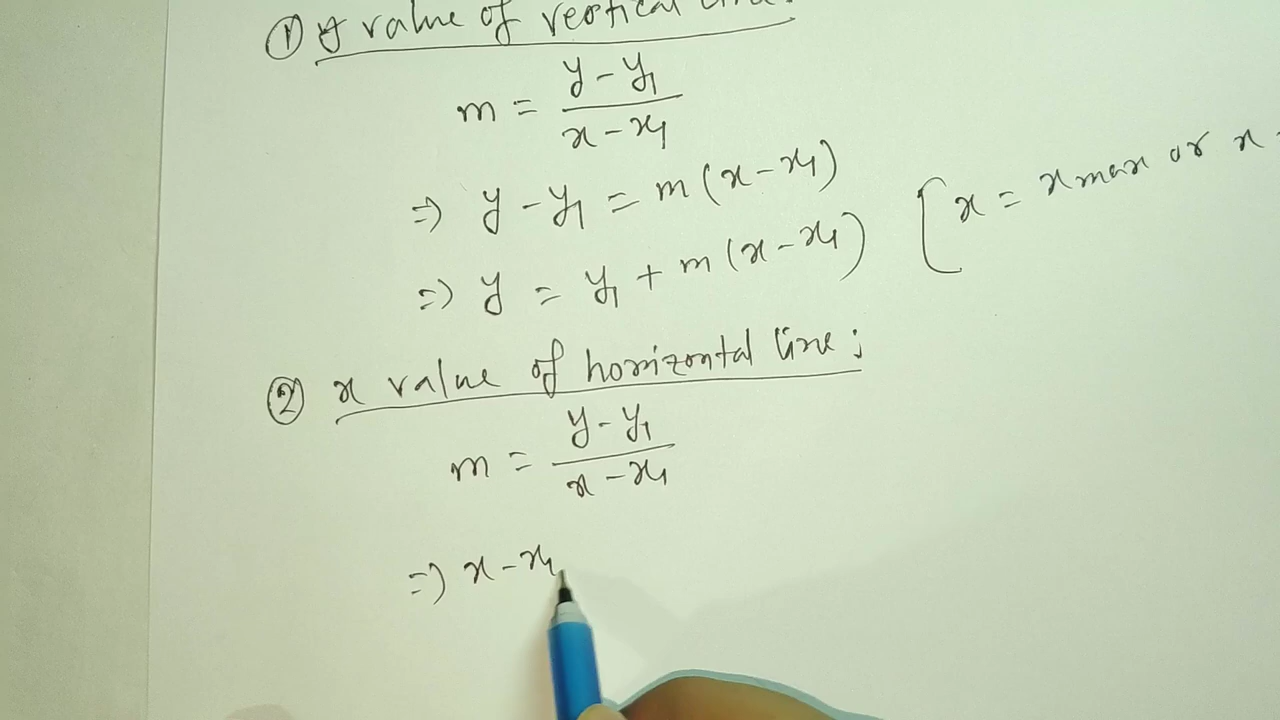 ① y value of vertical line:
m = y - y₁ / x - x₁
⇒ y - y₁ = m(x - x₁)
⇒ y = y₁ + m(x - x₁) [x = xmax or x =
② x value of horizontal line:
m = y - y₁ / x - x₁
⇒ x - x₁